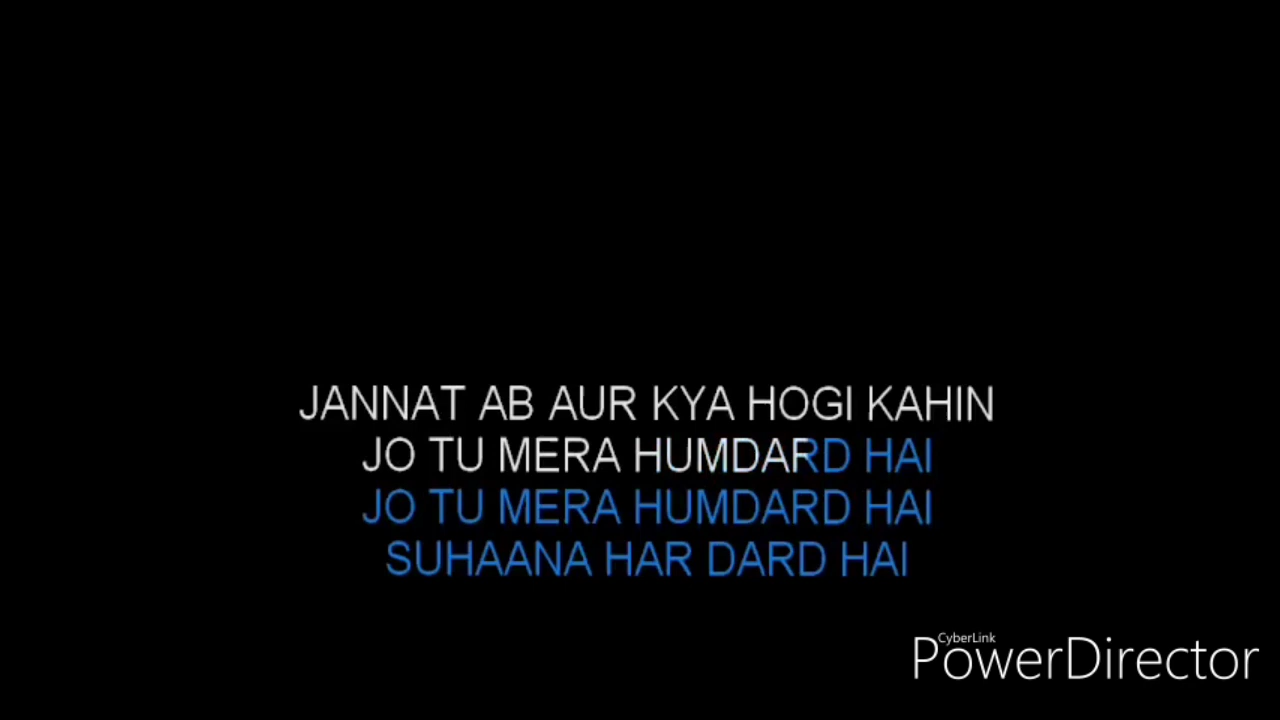 JANNAT AB AUR KYA HOGI KAHIN
JO TU MERA HUMDARD HAI
JO TU MERA HUMDARD HAI
SUHAANA HAR DARD HAI
CyberLink
PowerDirector